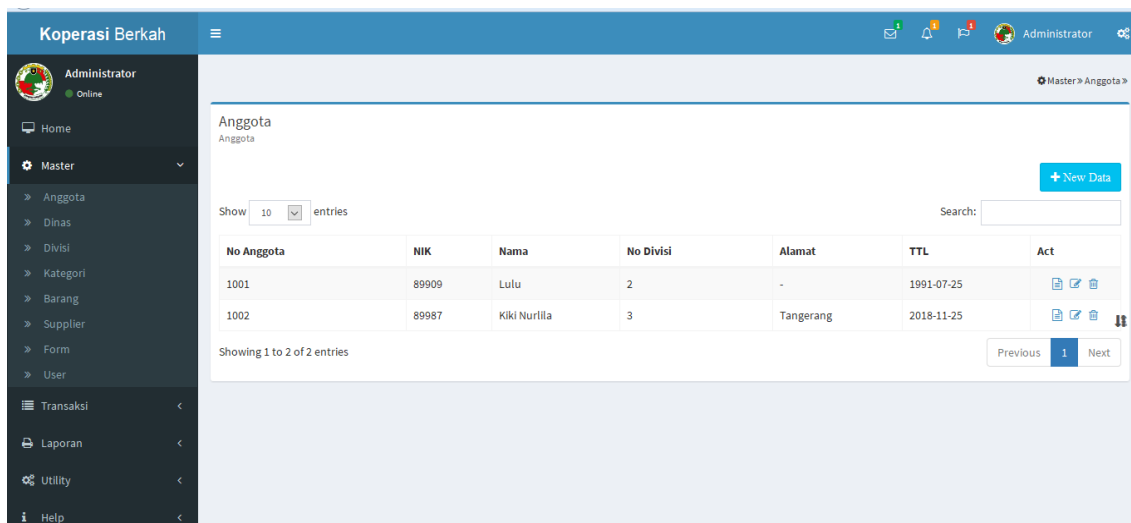 Koperasi Berkah
1 1 1 Administrator
Administrator
Online
Master» Anggota»
Home
Master
» Anggota
» Dinas
» Divisi
» Kategori
» Barang
» Supplier
» Form
» User
Transaksi
Laporan
Utility
Help
Anggota
Anggota
+ New Data
Show 10 entries Search:
No Anggota NIK Nama No Divisi Alamat TTL Act
1001 89909 Lulu 2 - 1991-07-25
1002 89987 Kiki Nurlila 3 Tangerang 2018-11-25
Showing 1 to 2 of 2 entries Previous 1 Next